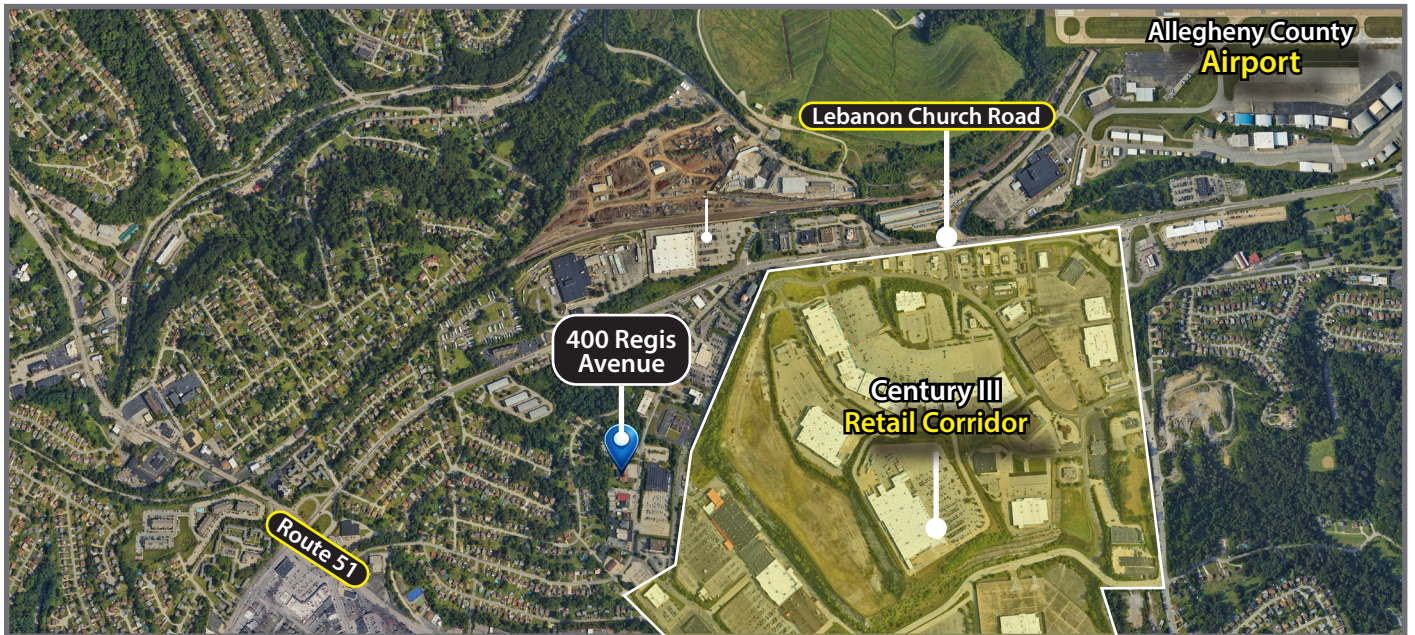 Allegheny County
Airport
Lebanon Church Road
400 Regis
Avenue
Century III
Retail Corridor
Route 51